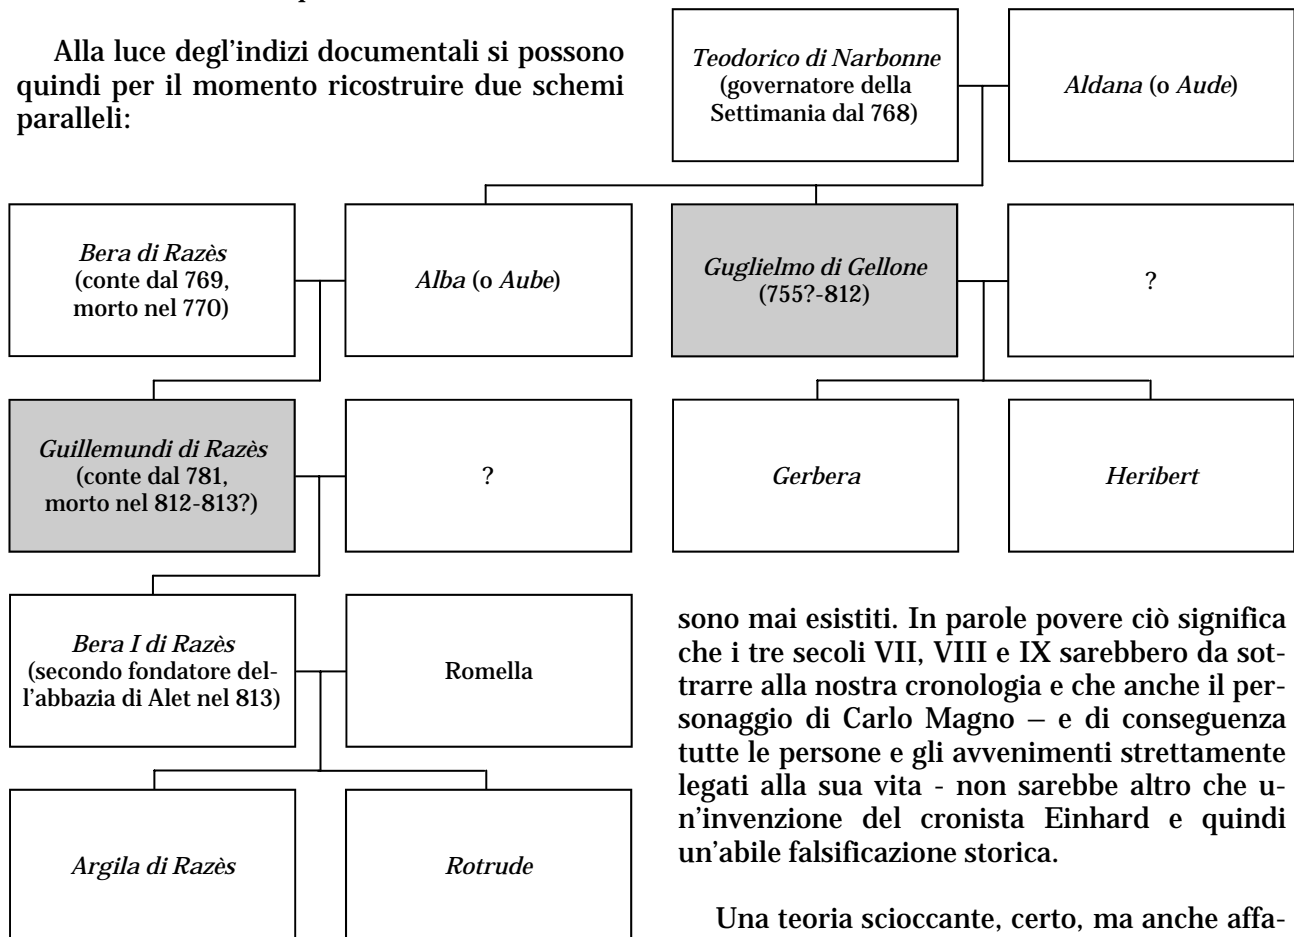 Alla luce degl'indizi documentali si possono
quindi per il momento ricostruire due schemi
paralleli:
Teodorico di Narbonne
(governatore della
Settimania dal 768)
Aldana (o Aude)
Bera di Razès
(conte dal 769,
morto nel 770)
Alba (o Aube)
Guglielmo di Gellone
(755?-812)
?
Guillemundi di Razès
(conte dal 781,
morto nel 812-813?)
?
Gerbera
Heribert
Bera I di Razès
(secondo fondatore del-
l'abbazia di Alet nel 813)
Romella
Argila di Razès
Rotrude
sono mai esistiti. In parole povere ciò significa
che i tre secoli VII, VIII e IX sarebbero da sot-
trarre alla nostra cronologia e che anche il per-
sonaggio di Carlo Magno – e di conseguenza
tutte le persone e gli avvenimenti strettamente
legati alla sua vita - non sarebbe altro che u-
n'invenzione del cronista Einhard e quindi
un'abile falsificazione storica.
Una teoria scioccante, certo, ma anche affa-